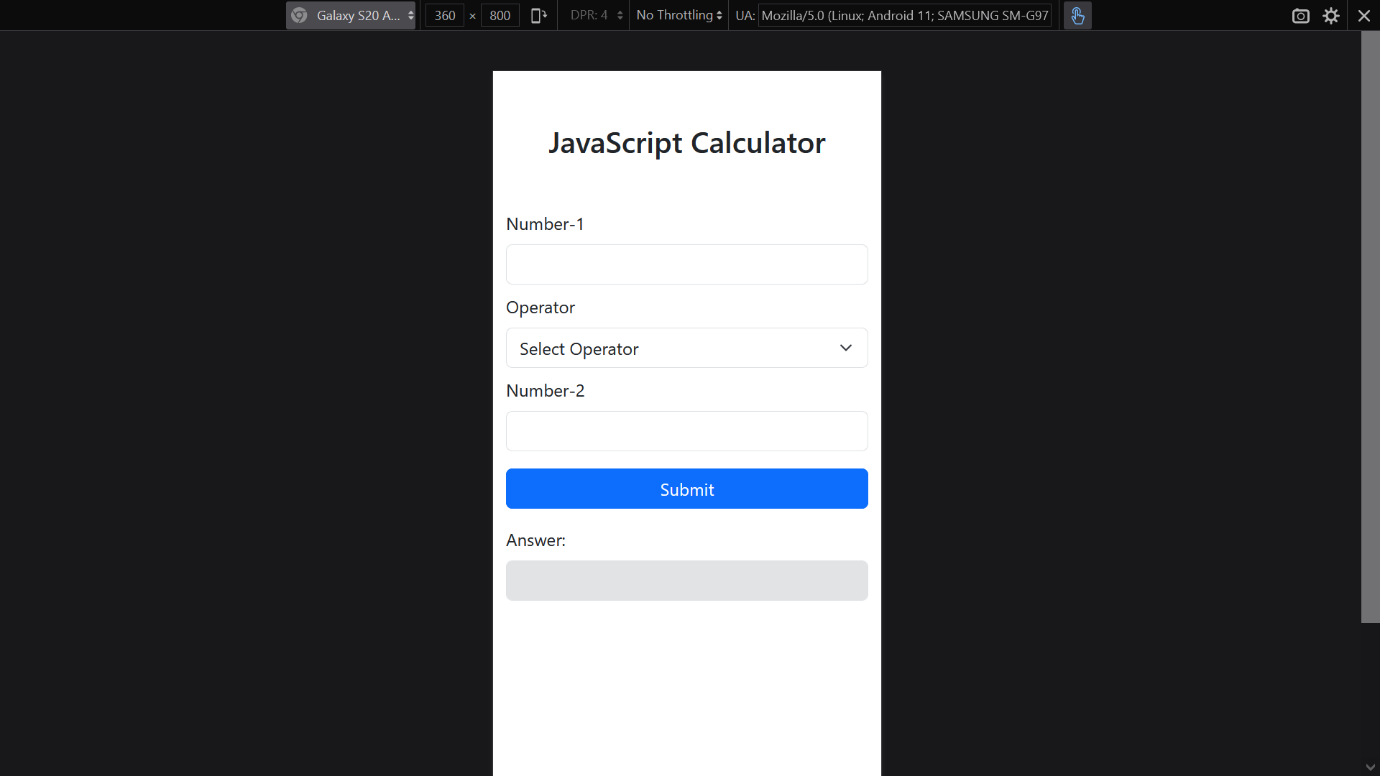 Galaxy S20 A... 360 × 800 DPR: 4 No Throttling UA: Mozilla/5.0 (Linux; Android 11; SAMSUNG SM-G97
JavaScript Calculator
Number-1
Operator
Select Operator
Number-2
Submit
Answer: